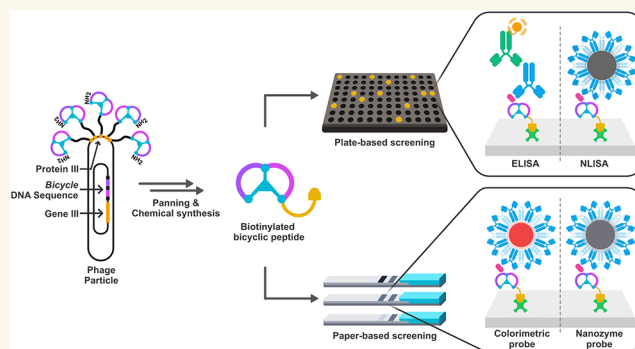 NH2
NH2
NH2
NH2
NH2
Protein III
Bicycle
DNA Sequence
Gene III
Phage
Particle
Panning &
Chemical synthesis
Biotinylated
bicyclic peptide
Plate-based screening
Paper-based screening
ELISA
NLISA
Colorimetric
probe
Nanozyme
probe